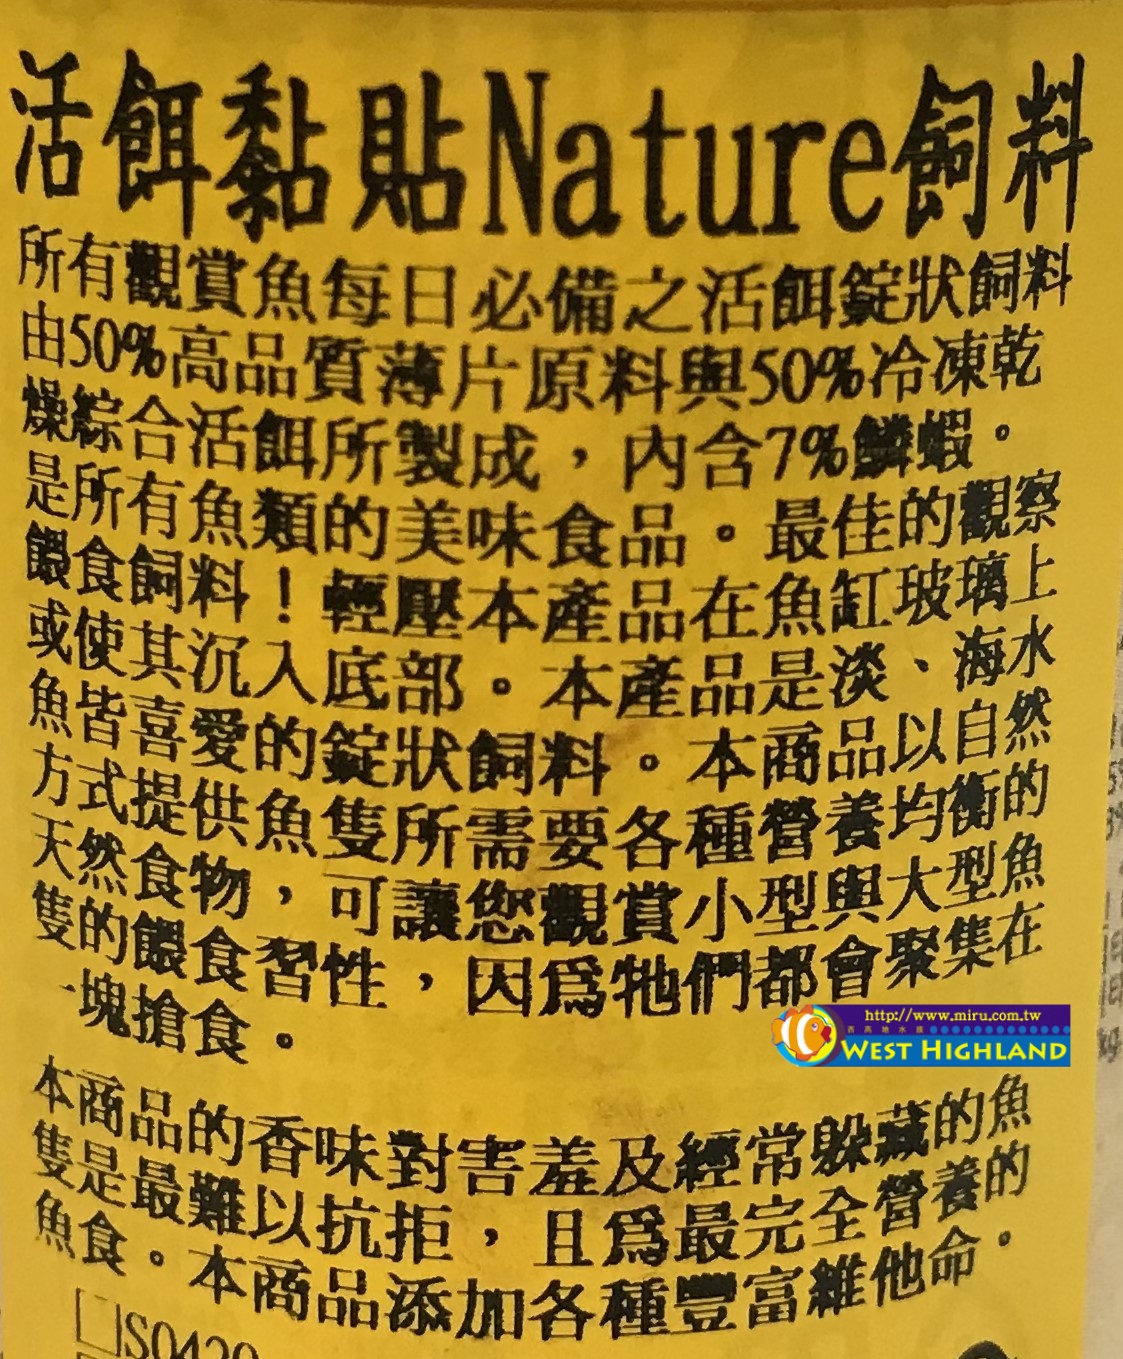 活餌黏貼Nature飼料
所有觀賞魚每日必備之活餌錠狀飼料
由50%高品質薄片原料與50%冷凍乾
燥綜合活餌所製成，內含7%鱗蝦。
是所有魚類的美味食品。最佳的觀察
餵食飼料！輕壓本產品在魚缸玻璃上
或使其沉入底部。本產品是淡、海水
魚皆喜愛的錠狀飼料。本商品以自然
方式提供魚隻所需要各種營養均衡的
天然食物，可讓您觀賞小型與大型魚
隻的餵食習性，因為牠們都會聚集在
一塊搶食。
http://www.miru.com.tw
西高地水族
WEST HIGHLAND
本商品的香味對害羞及經常躲藏的魚
隻是最難以抗拒，且為最完全營養的
魚食。本商品添加各種豐富維他命。